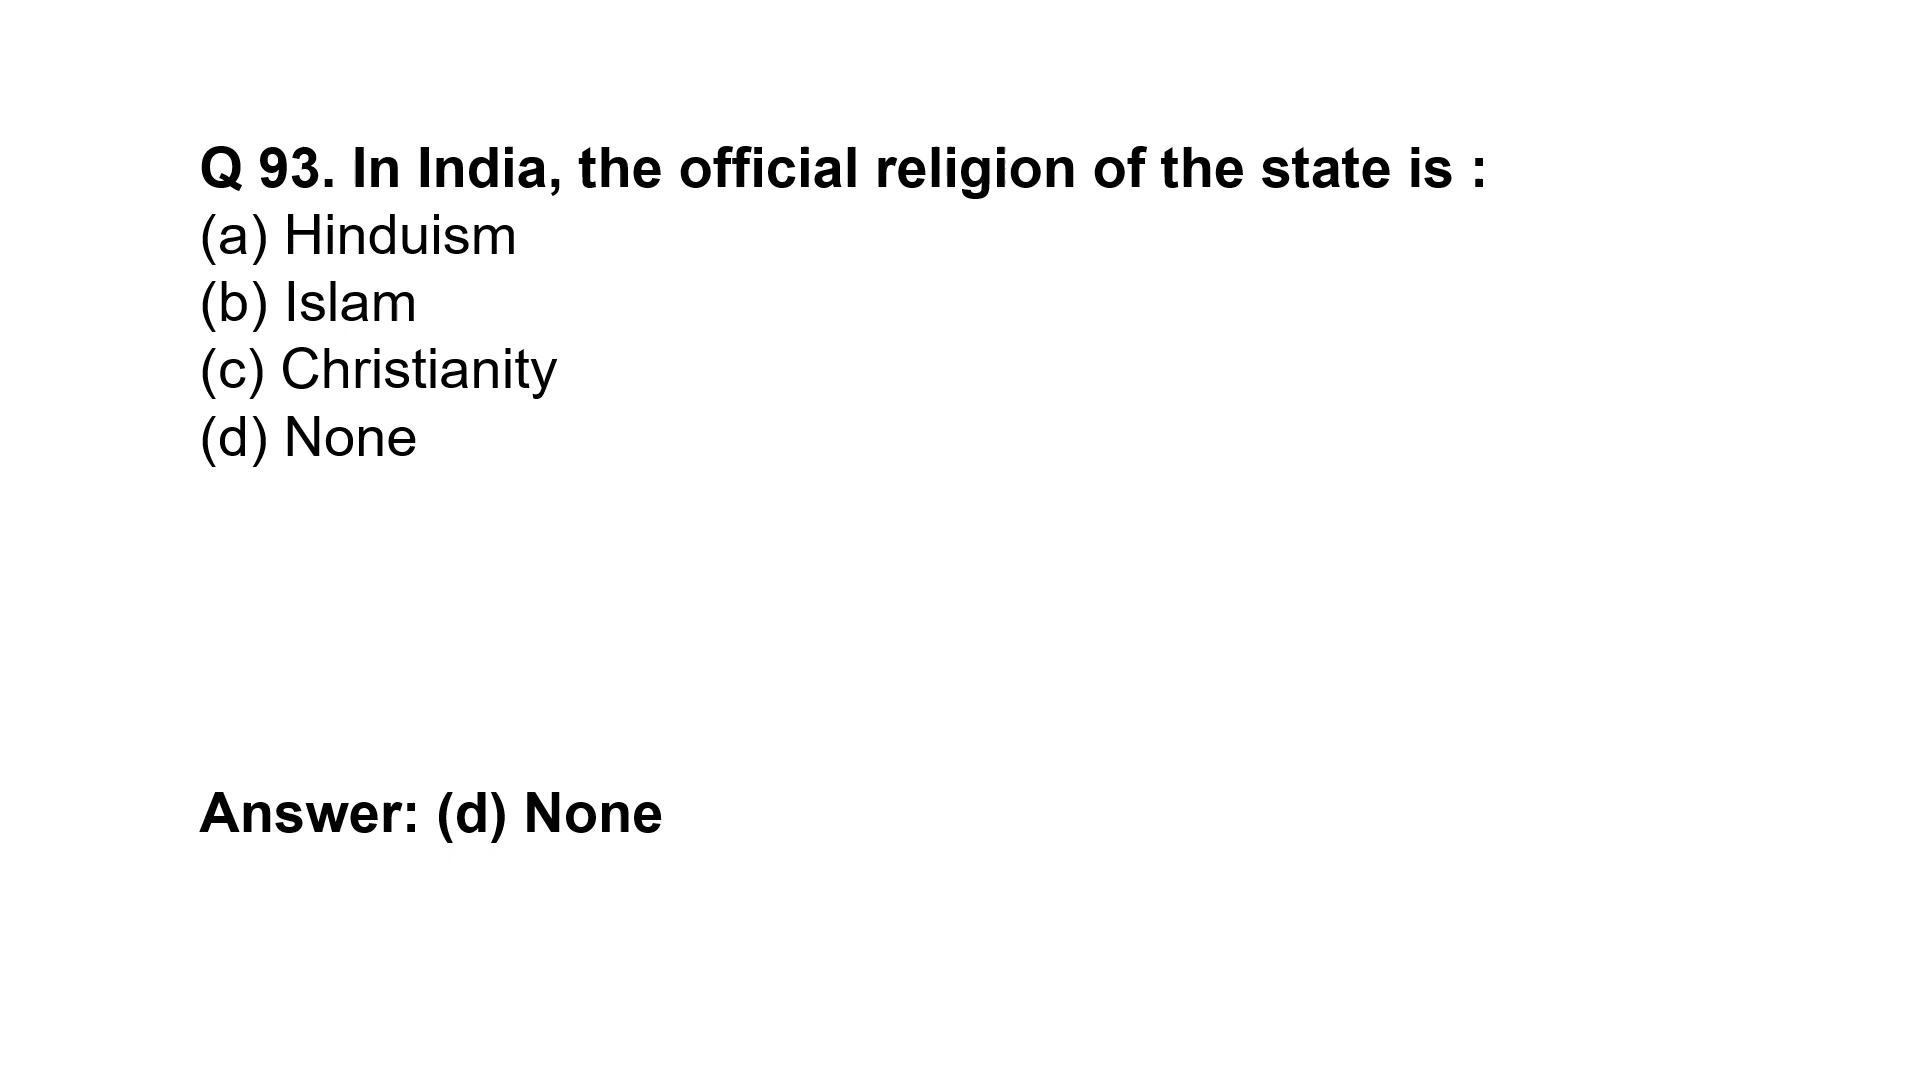 Q 93. In India, the official religion of the state is :
(a) Hinduism
(b) Islam
(c) Christianity
(d) None
Answer: (d) None